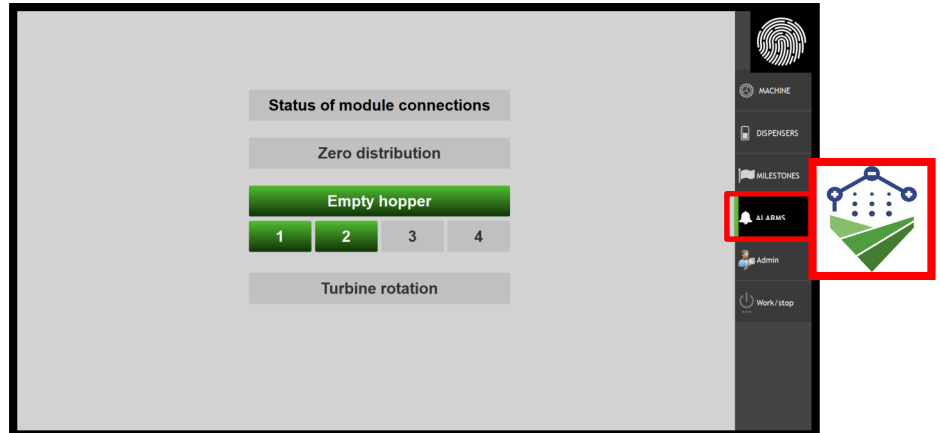 Status of module connections
Zero distribution
Empty hopper
1 2 3 4
Turbine rotation
MACHINE
DISPENSERS
MILESTONES
ALARMS
Admin
Work/stop